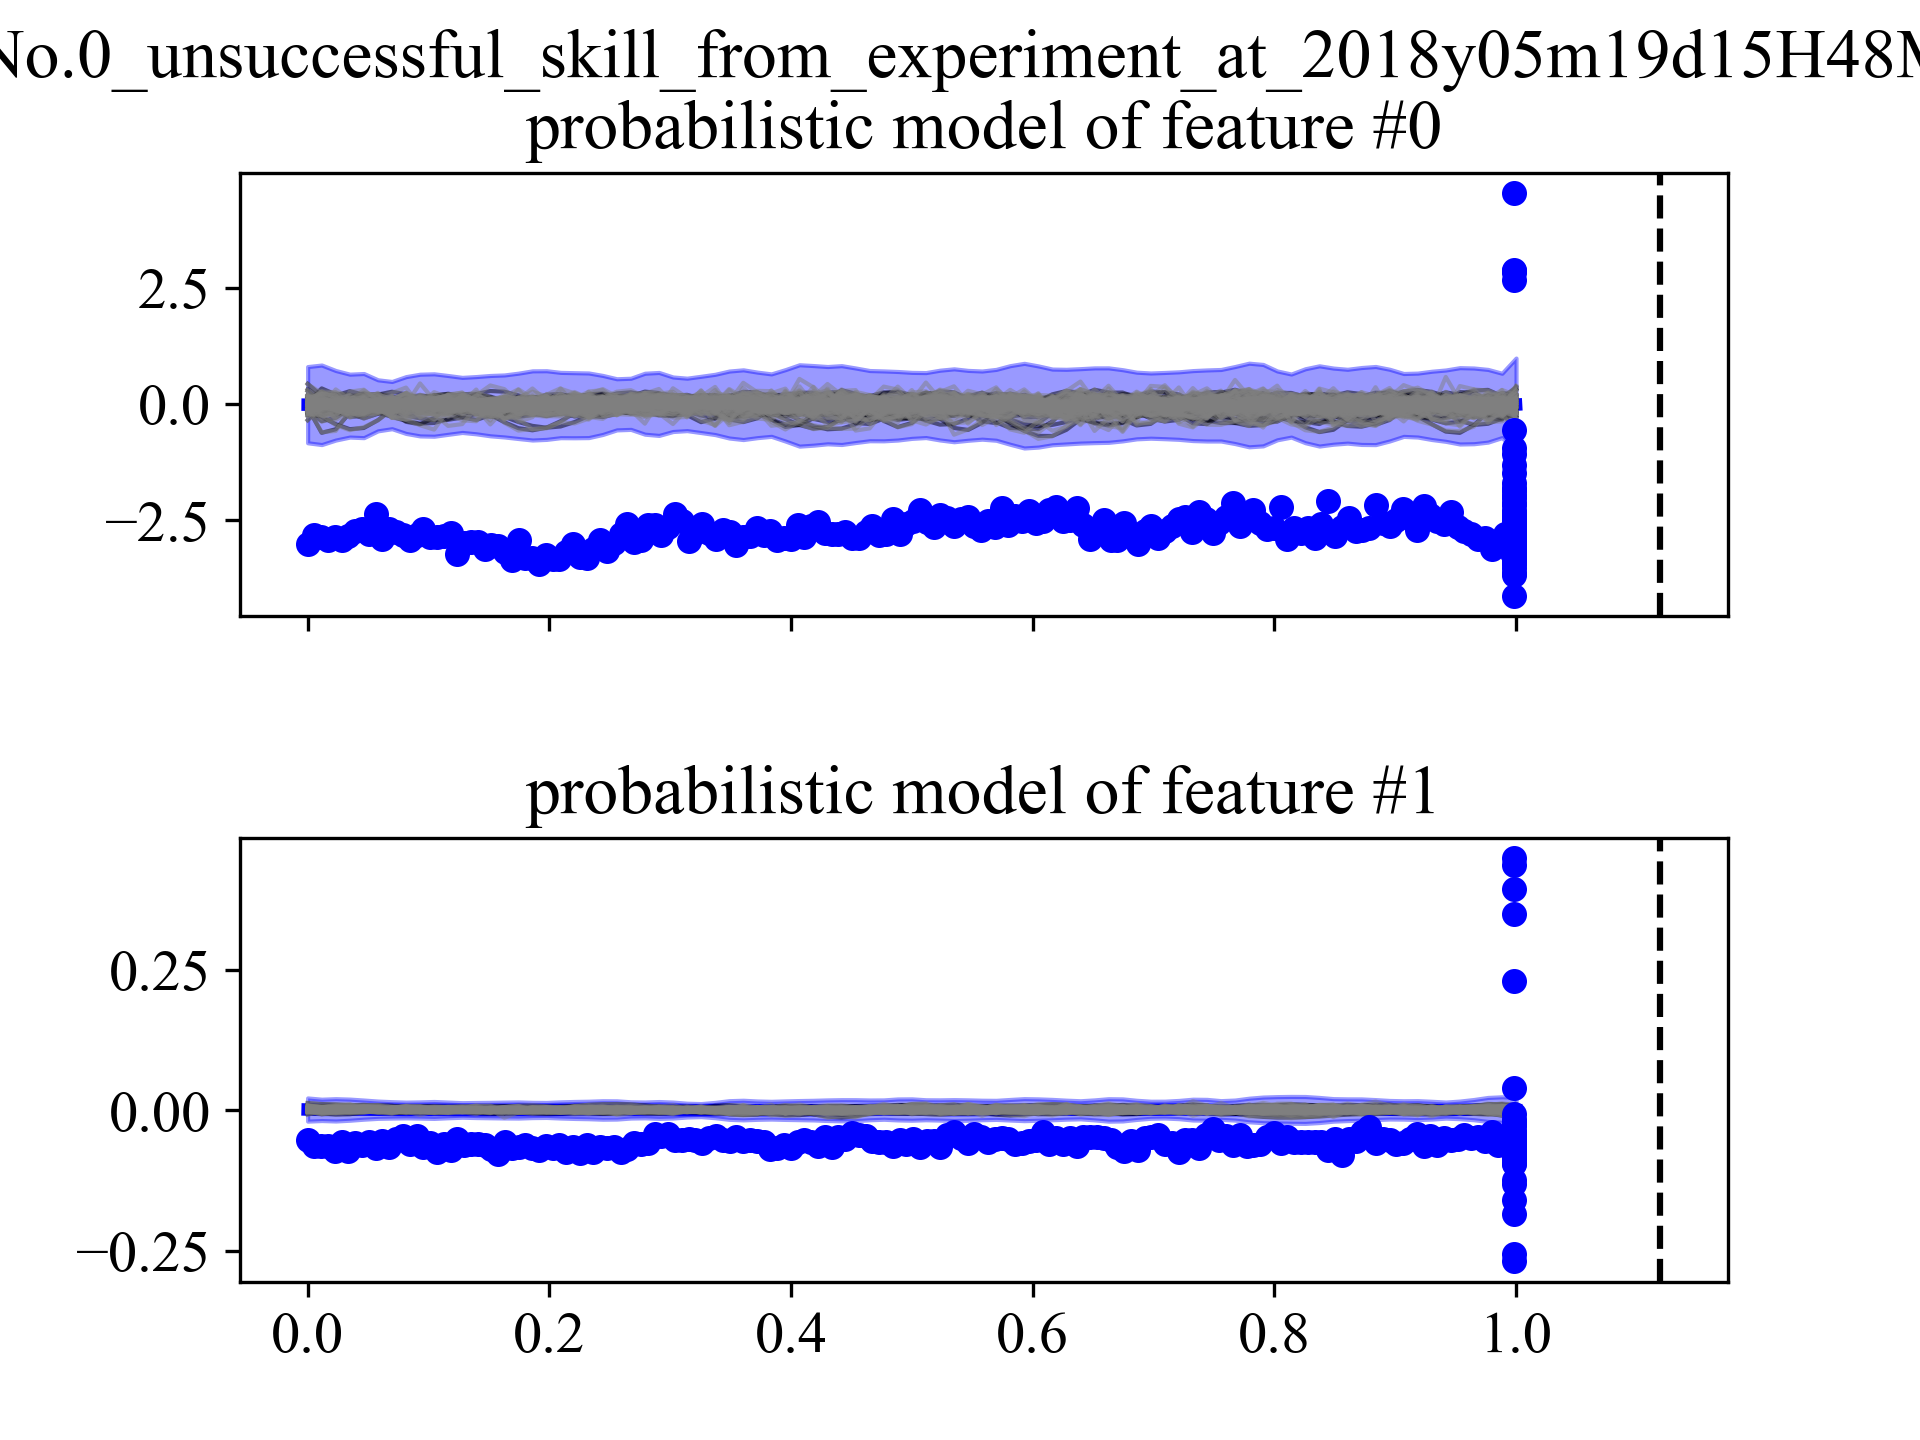 No.0_unsuccessful_skill_from_experiment_at_2018y05m19d15H48M
probabilistic model of feature #0
2.5
0.0
−2.5
probabilistic model of feature #1
0.25
0.00
−0.25
0.0 0.2 0.4 0.6 0.8 1.0